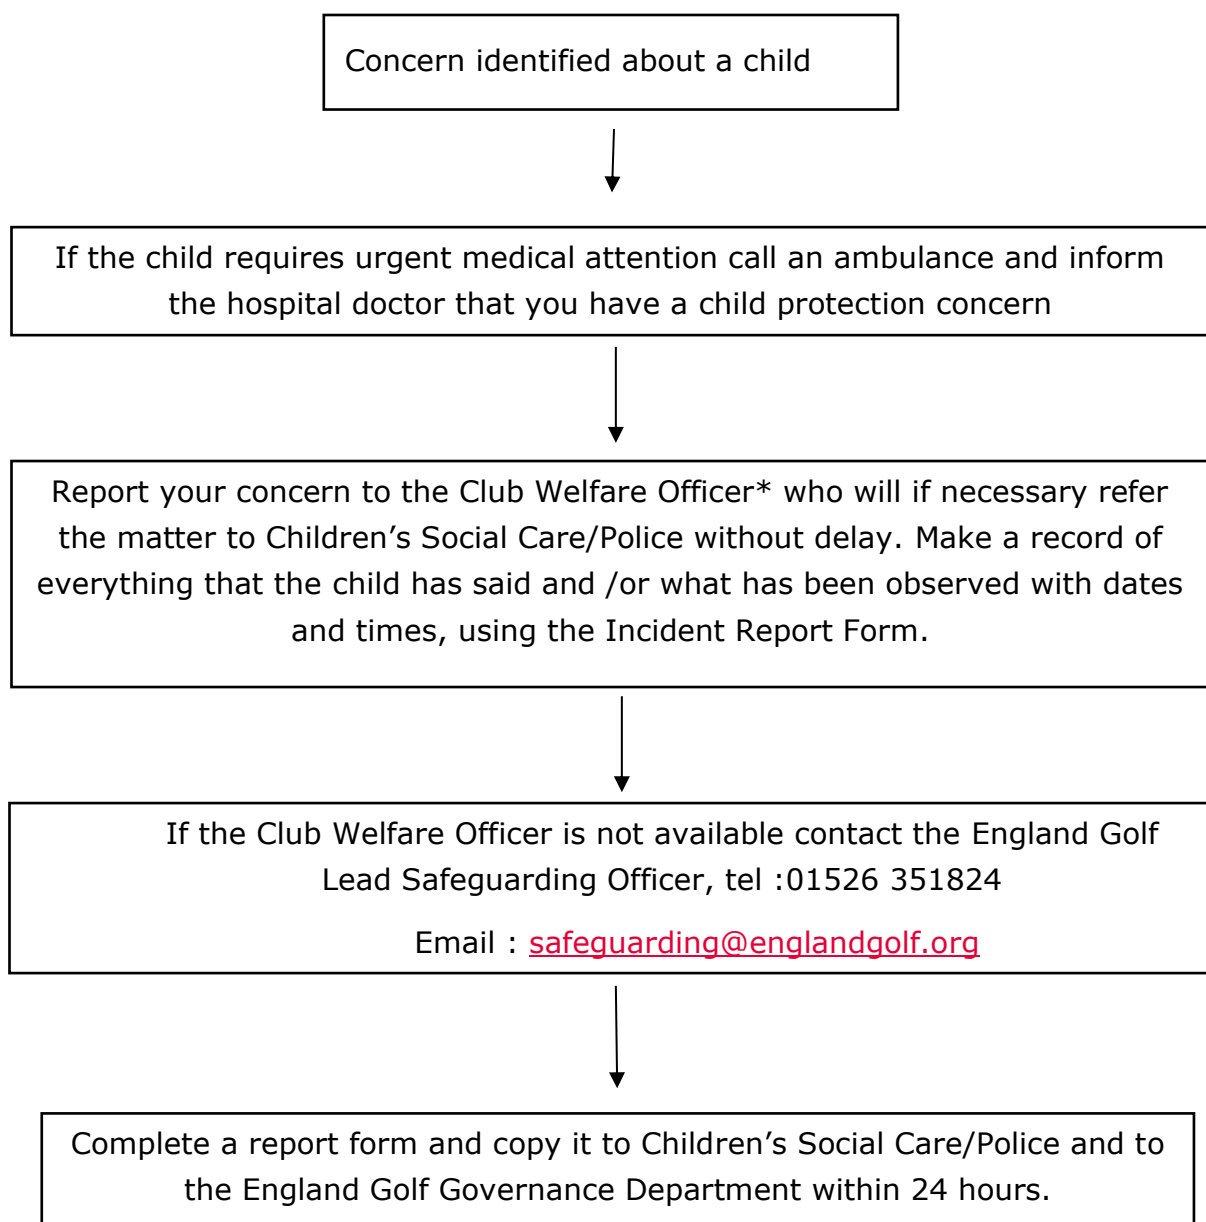 Concern identified about a child
If the child requires urgent medical attention call an ambulance and inform
the hospital doctor that you have a child protection concern
Report your concern to the Club Welfare Officer* who will if necessary refer
the matter to Children’s Social Care/Police without delay. Make a record of
everything that the child has said and /or what has been observed with dates
and times, using the Incident Report Form.
If the Club Welfare Officer is not available contact the England Golf
Lead Safeguarding Officer, tel :01526 351824
Email : safeguarding@englandgolf.org
Complete a report form and copy it to Children’s Social Care/Police and to
the England Golf Governance Department within 24 hours.